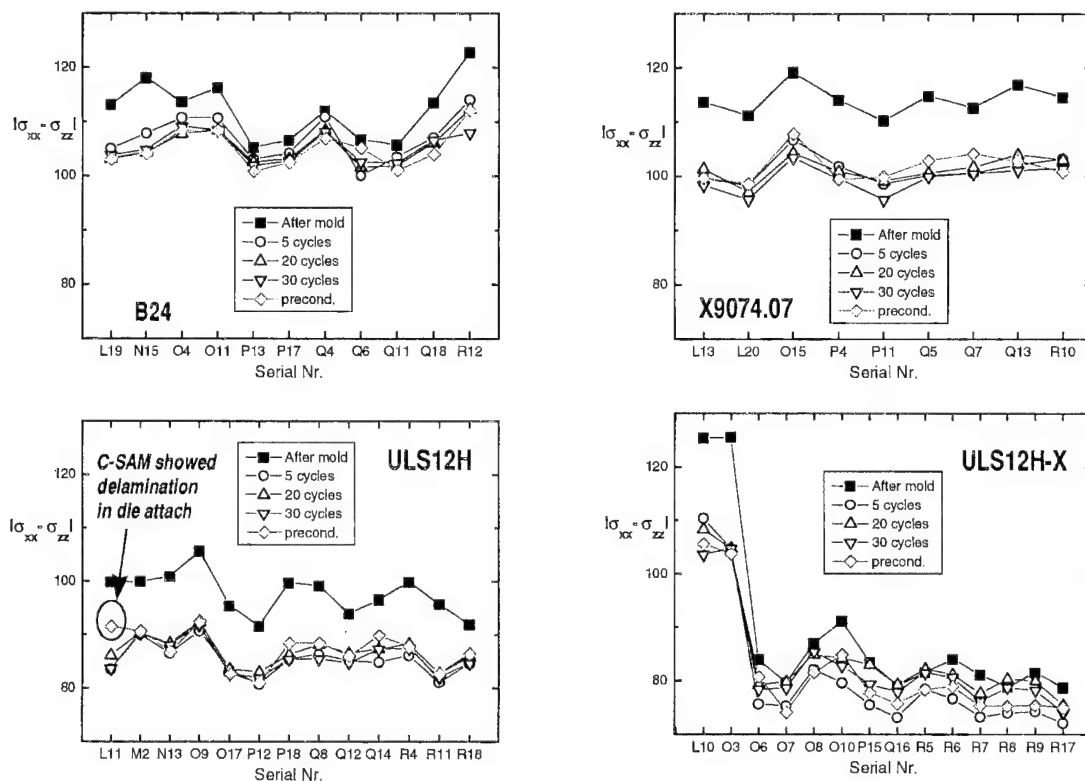 120
100
80
|σxx - σzz|
After mold
5 cycles
20 cycles
30 cycles
precond.
B24
L19 N15 O4 O11 P13 P17 Q4 Q6 Q11 Q18 R12
Serial Nr.
120
100
80
|σxx - σzz|
After mold
5 cycles
20 cycles
30 cycles
precond.
X9074.07
L13 L20 O15 P4 P11 Q5 Q7 Q13 R10
Serial Nr.
120
100
80
|σxx - σzz|
C-SAM showed
delamination
in die attach
After mold
5 cycles
20 cycles
30 cycles
precond.
ULS12H
L11 M2 N13 O9 O17 P12 P18 Q8 Q12 Q14 R4 R11 R18
Serial Nr.
120
100
80
|σxx - σzz|
After mold
5 cycles
20 cycles
30 cycles
precond.
ULS12H-X
L10 O3 O6 O7 O8 O10 P15 Q16 R5 R6 R7 R8 R9 R17
Serial Nr.